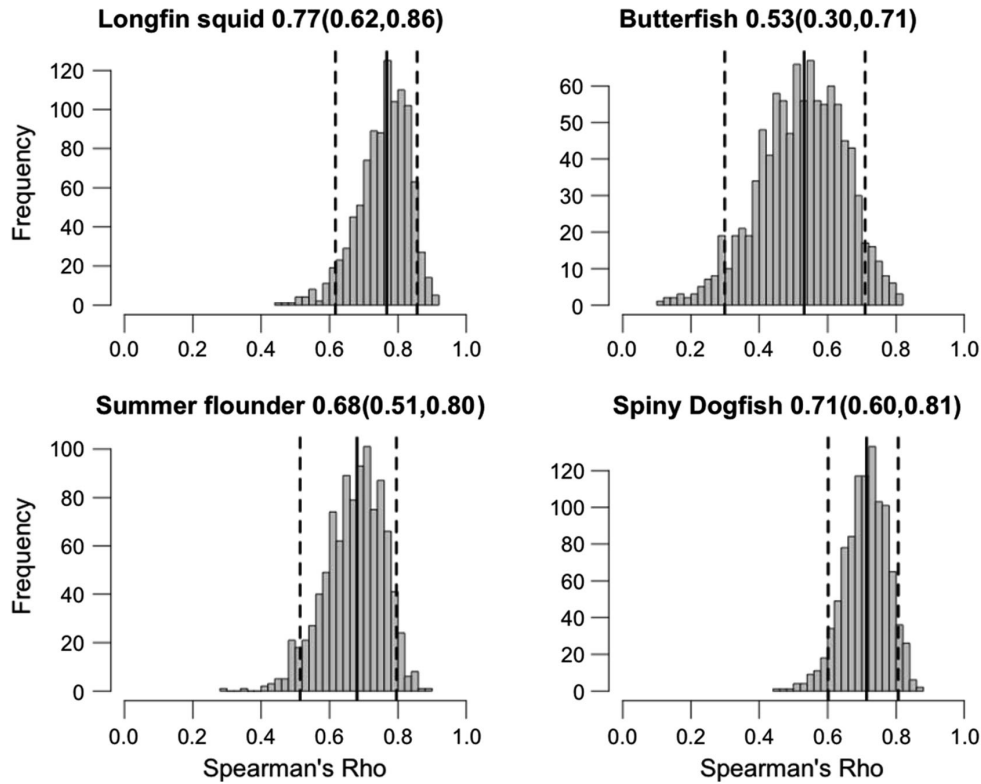 Longfin squid 0.77(0.62,0.86)
Frequency
120
100
80
60
40
20
0
0.0 0.2 0.4 0.6 0.8 1.0
Butterfish 0.53(0.30,0.71)
60
50
40
30
20
10
0
0.0 0.2 0.4 0.6 0.8 1.0
Summer flounder 0.68(0.51,0.80)
Frequency
100
80
60
40
20
0
0.0 0.2 0.4 0.6 0.8 1.0
Spearman's Rho
Spiny Dogfish 0.71(0.60,0.81)
120
100
80
60
40
20
0
0.0 0.2 0.4 0.6 0.8 1.0
Spearman's Rho